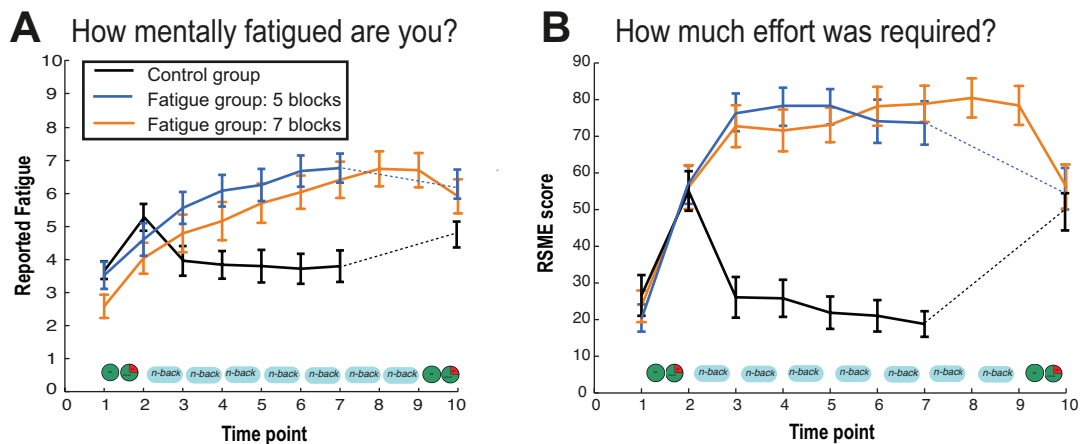 A How mentally fatigued are you?
10
9
8
7
6
5
4
3
2
1
0
Reported Fatigue
Control group
Fatigue group: 5 blocks
Fatigue group: 7 blocks
n-back n-back n-back n-back n-back n-back n-back
0 1 2 3 4 5 6 7 8 9 10
Time point
B How much effort was required?
90
80
70
60
50
40
30
20
10
0
RSME score
n-back n-back n-back n-back n-back n-back n-back
0 1 2 3 4 5 6 7 8 9 10
Time point